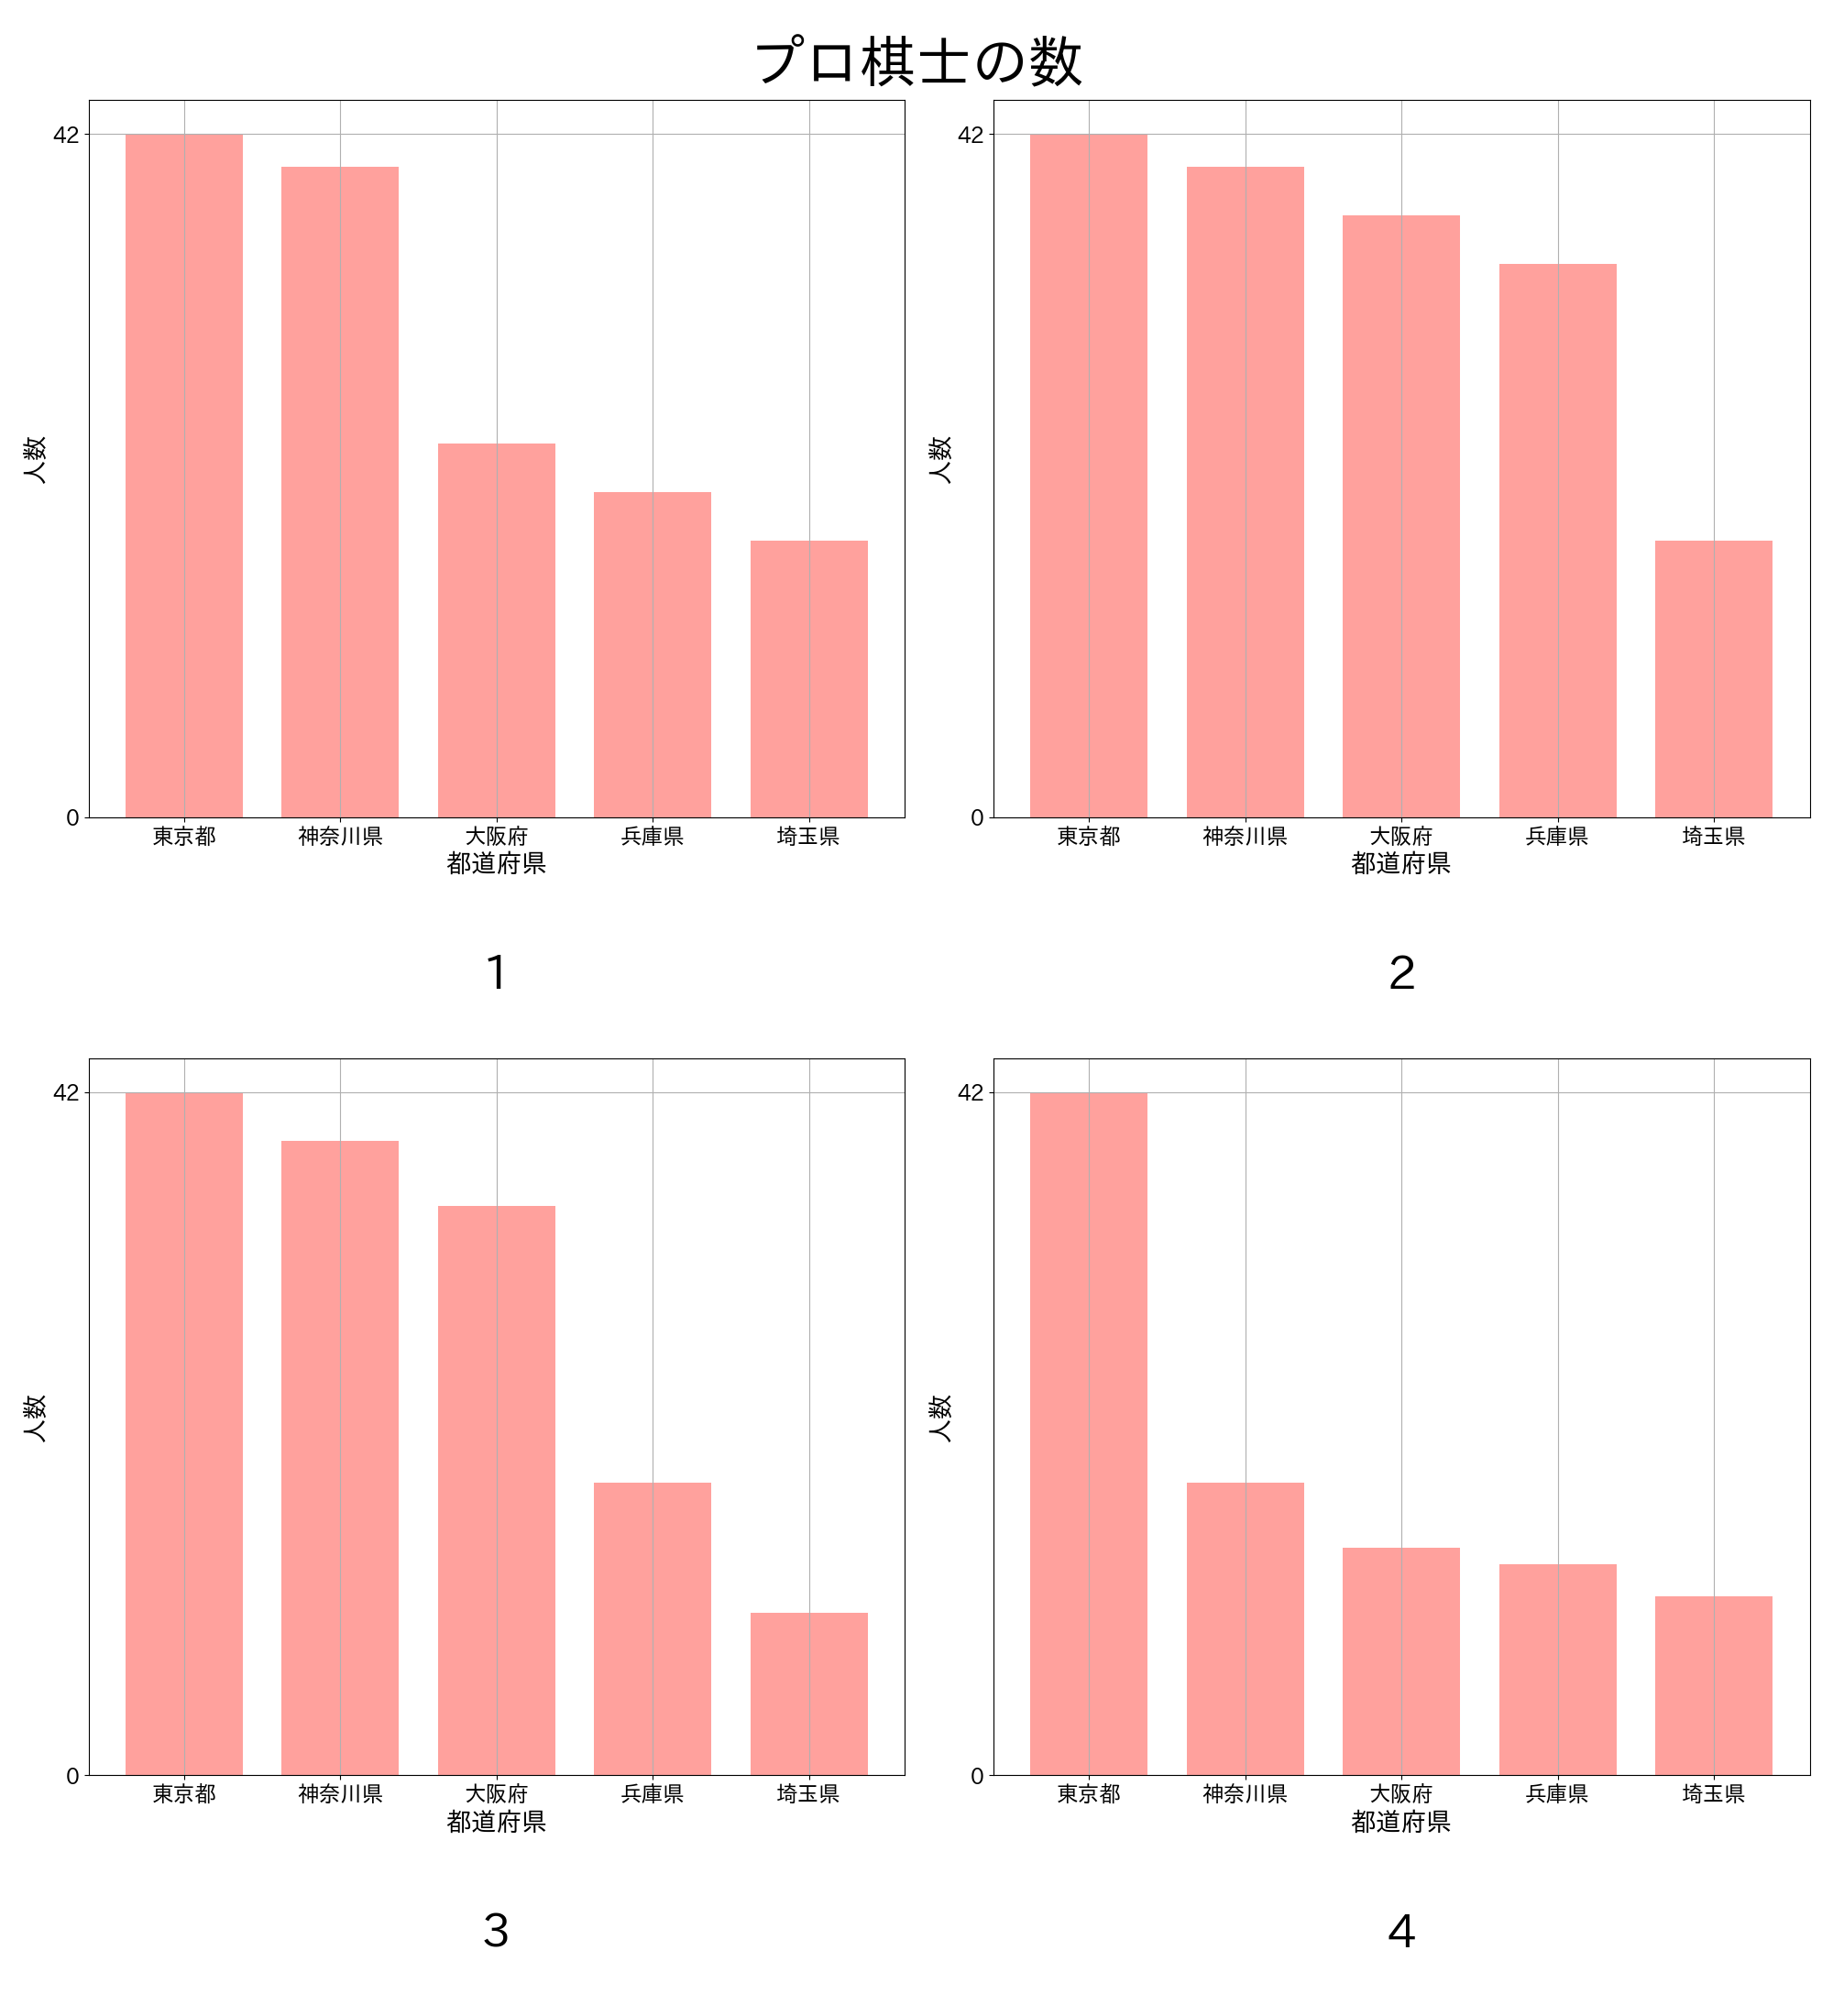 プロ棋士の数
42
0
人数
東京都 神奈川県 大阪府 兵庫県 埼玉県
都道府県
1
42
0
人数
東京都 神奈川県 大阪府 兵庫県 埼玉県
都道府県
2
42
0
人数
東京都 神奈川県 大阪府 兵庫県 埼玉県
都道府県
3
42
0
人数
東京都 神奈川県 大阪府 兵庫県 埼玉県
都道府県
4